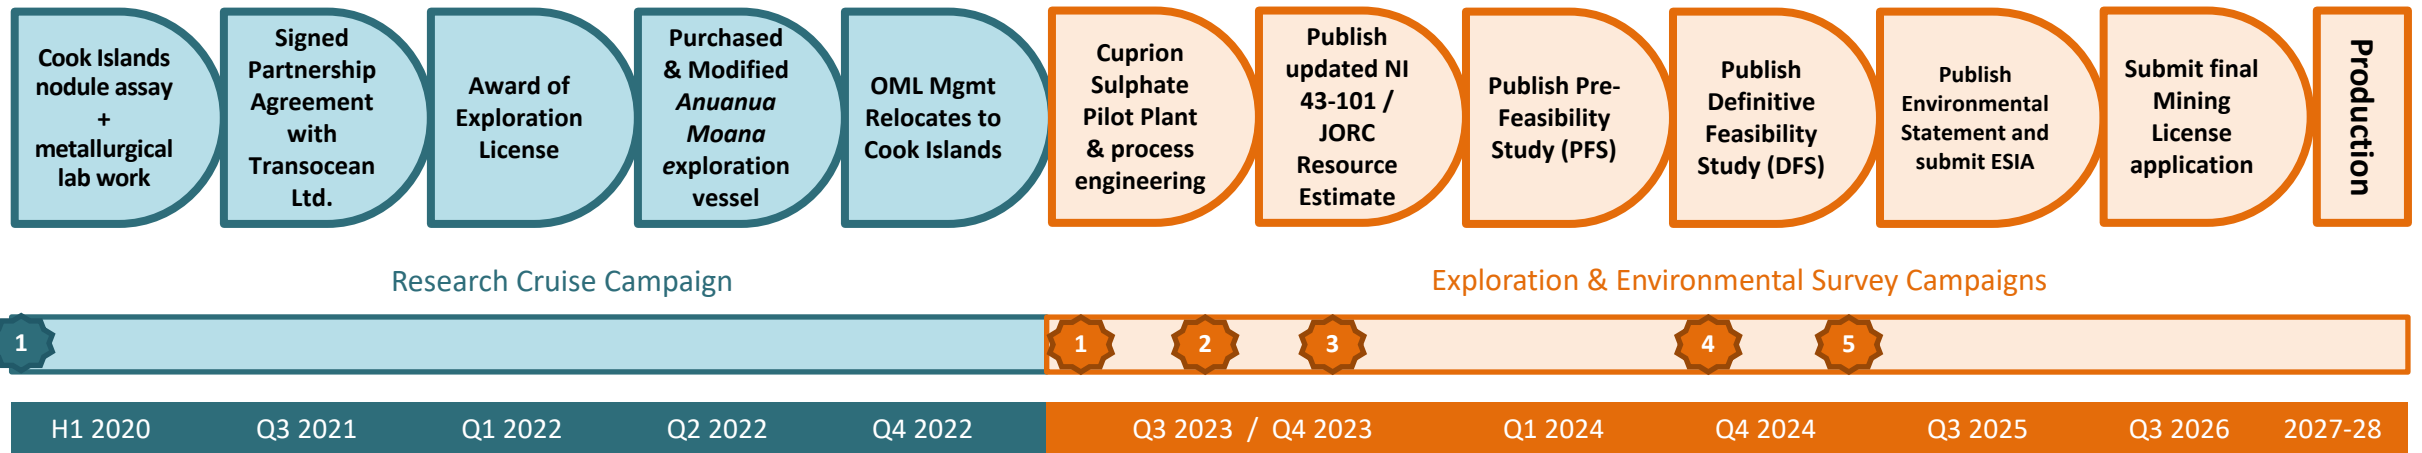 Cook Islands
nodule assay
+
metallurgical
lab work
Signed
Partnership
Agreement
with
Transocean
Ltd.
Award of
Exploration
License
Purchased
& Modified
Anuanua
Moana
exploration
vessel
OML Mgmt
Relocates to
Cook Islands
Cuprion
Sulphate
Pilot Plant
& process
engineering
Publish
updated NI
43-101 /
JORC
Resource
Estimate
Publish Pre-
Feasibility
Study (PFS)
Publish
Definitive
Feasibility
Study (DFS)
Publish
Environmental
Statement and
submit ESIA
Submit final
Mining
License
application
Production
Research Cruise Campaign
Exploration & Environmental Survey Campaigns
1
1
2
3
4
5
H1 2020
Q3 2021
Q1 2022
Q2 2022
Q4 2022
Q3 2023 / Q4 2023
Q1 2024
Q4 2024
Q3 2025
Q3 2026
2027-28